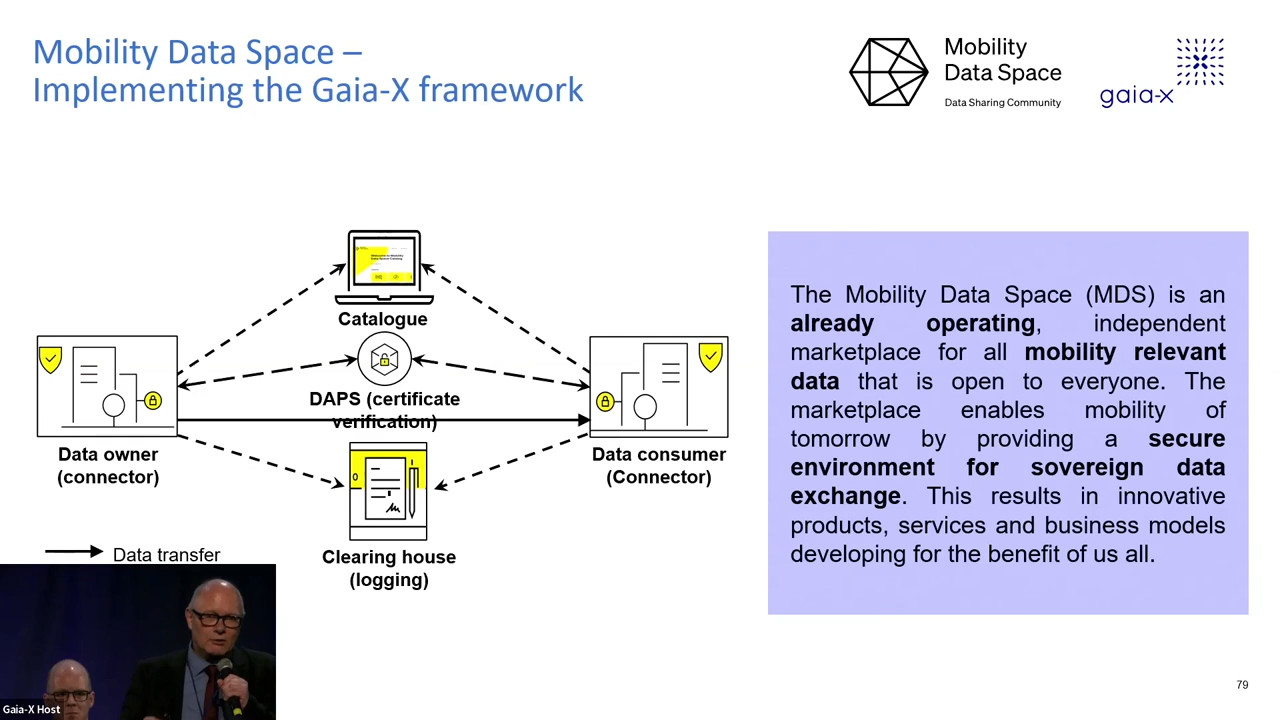 Mobility Data Space –
Implementing the Gaia-X framework
Mobility
Data Space
Data Sharing Community
gaia-x
Catalogue
DAPS (certificate
verification)
Data owner
(connector)
Data consumer
(Connector)
Clearing house
(logging)
Data transfer
The Mobility Data Space (MDS) is an
already operating, independent
marketplace for all mobility relevant
data that is open to everyone. The
marketplace enables mobility of
tomorrow by providing a secure
environment for sovereign data
exchange. This results in innovative
products, services and business models
developing for the benefit of us all.
Gaia-X Host
79